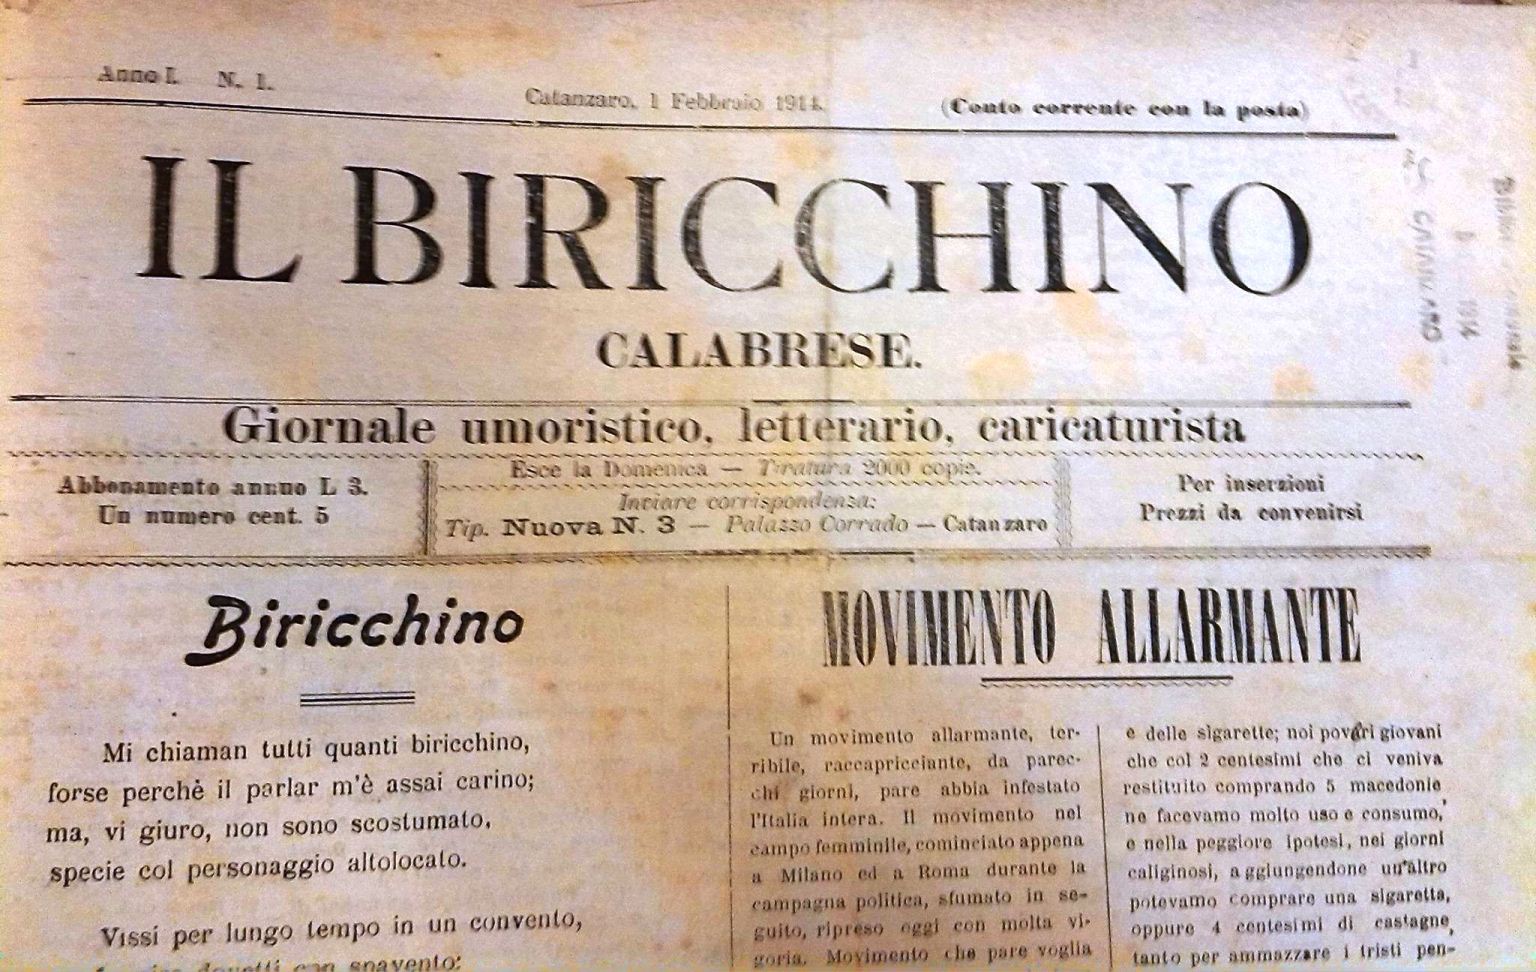 Anno I. N. 1.
Catanzaro, 1 Febbraio 1914.
(Conto corrente con la posta)
IL BIRICCHINO
CALABRESE.
Giornale umoristico, letterario, caricaturista
Abbonamento annuo L 3.
Un numero cent. 5
Esce la Domenica — Tiratura 2000 copie.
Inviare corrispondenza:
Tip. Nuova N. 3 — Palazzo Corrado — Catanzaro
Per inserzioni
Prezzi da convenirsi
Biricchino
Mi chiaman tutti quanti biricchino,
forse perchè il parlar m'è assai carino;
ma, vi giuro, non sono scostumato,
specie col personaggio altolocato.
Vissi per lungo tempo in un convento,
con spavento:
MOVIMENTO ALLARMANTE
Un movimento allarmante, ter-
ribile, raccapricciante, da parec-
chi giorni, pare abbia infestato
l'Italia intera. Il movimento nel
campo femminile, cominciato appena
a Milano ed a Roma durante la
campagna politica, sfumato in se-
guito, ripreso oggi con molta vi-
goria. Movimento che pare voglia
e delle sigarette; noi poveri giovani
che col 2 centesimi che ci veniva
restituito comprando 5 macedonie
ne facevamo molto uso e consumo,
e nella peggiore ipotesi, nei giorni
caliginosi, aggiungendone un'altro
potevamo comprare una sigaretta,
oppure 4 centesimi di castagne,
tanto per ammazzare i tristi pen-
CATANZARO
1914